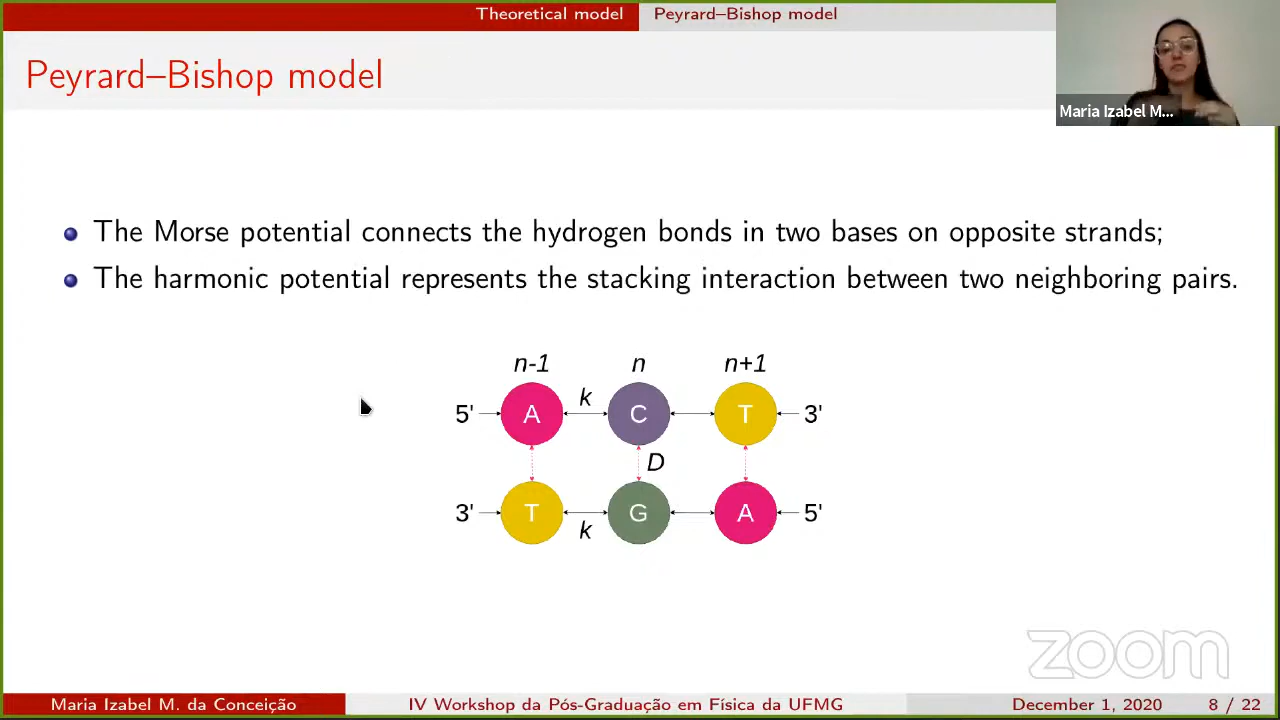 Theoretical model Peyrard–Bishop model
Peyrard–Bishop model
Maria Izabel M...
The Morse potential connects the hydrogen bonds in two bases on opposite strands;
The harmonic potential represents the stacking interaction between two neighboring pairs.
n-1 n n+1
k
5' A C T 3'
D
3' T G A 5'
k
zoom
Maria Izabel M. da Conceição IV Workshop da Pós-Graduação em Física da UFMG December 1, 2020 8 / 22